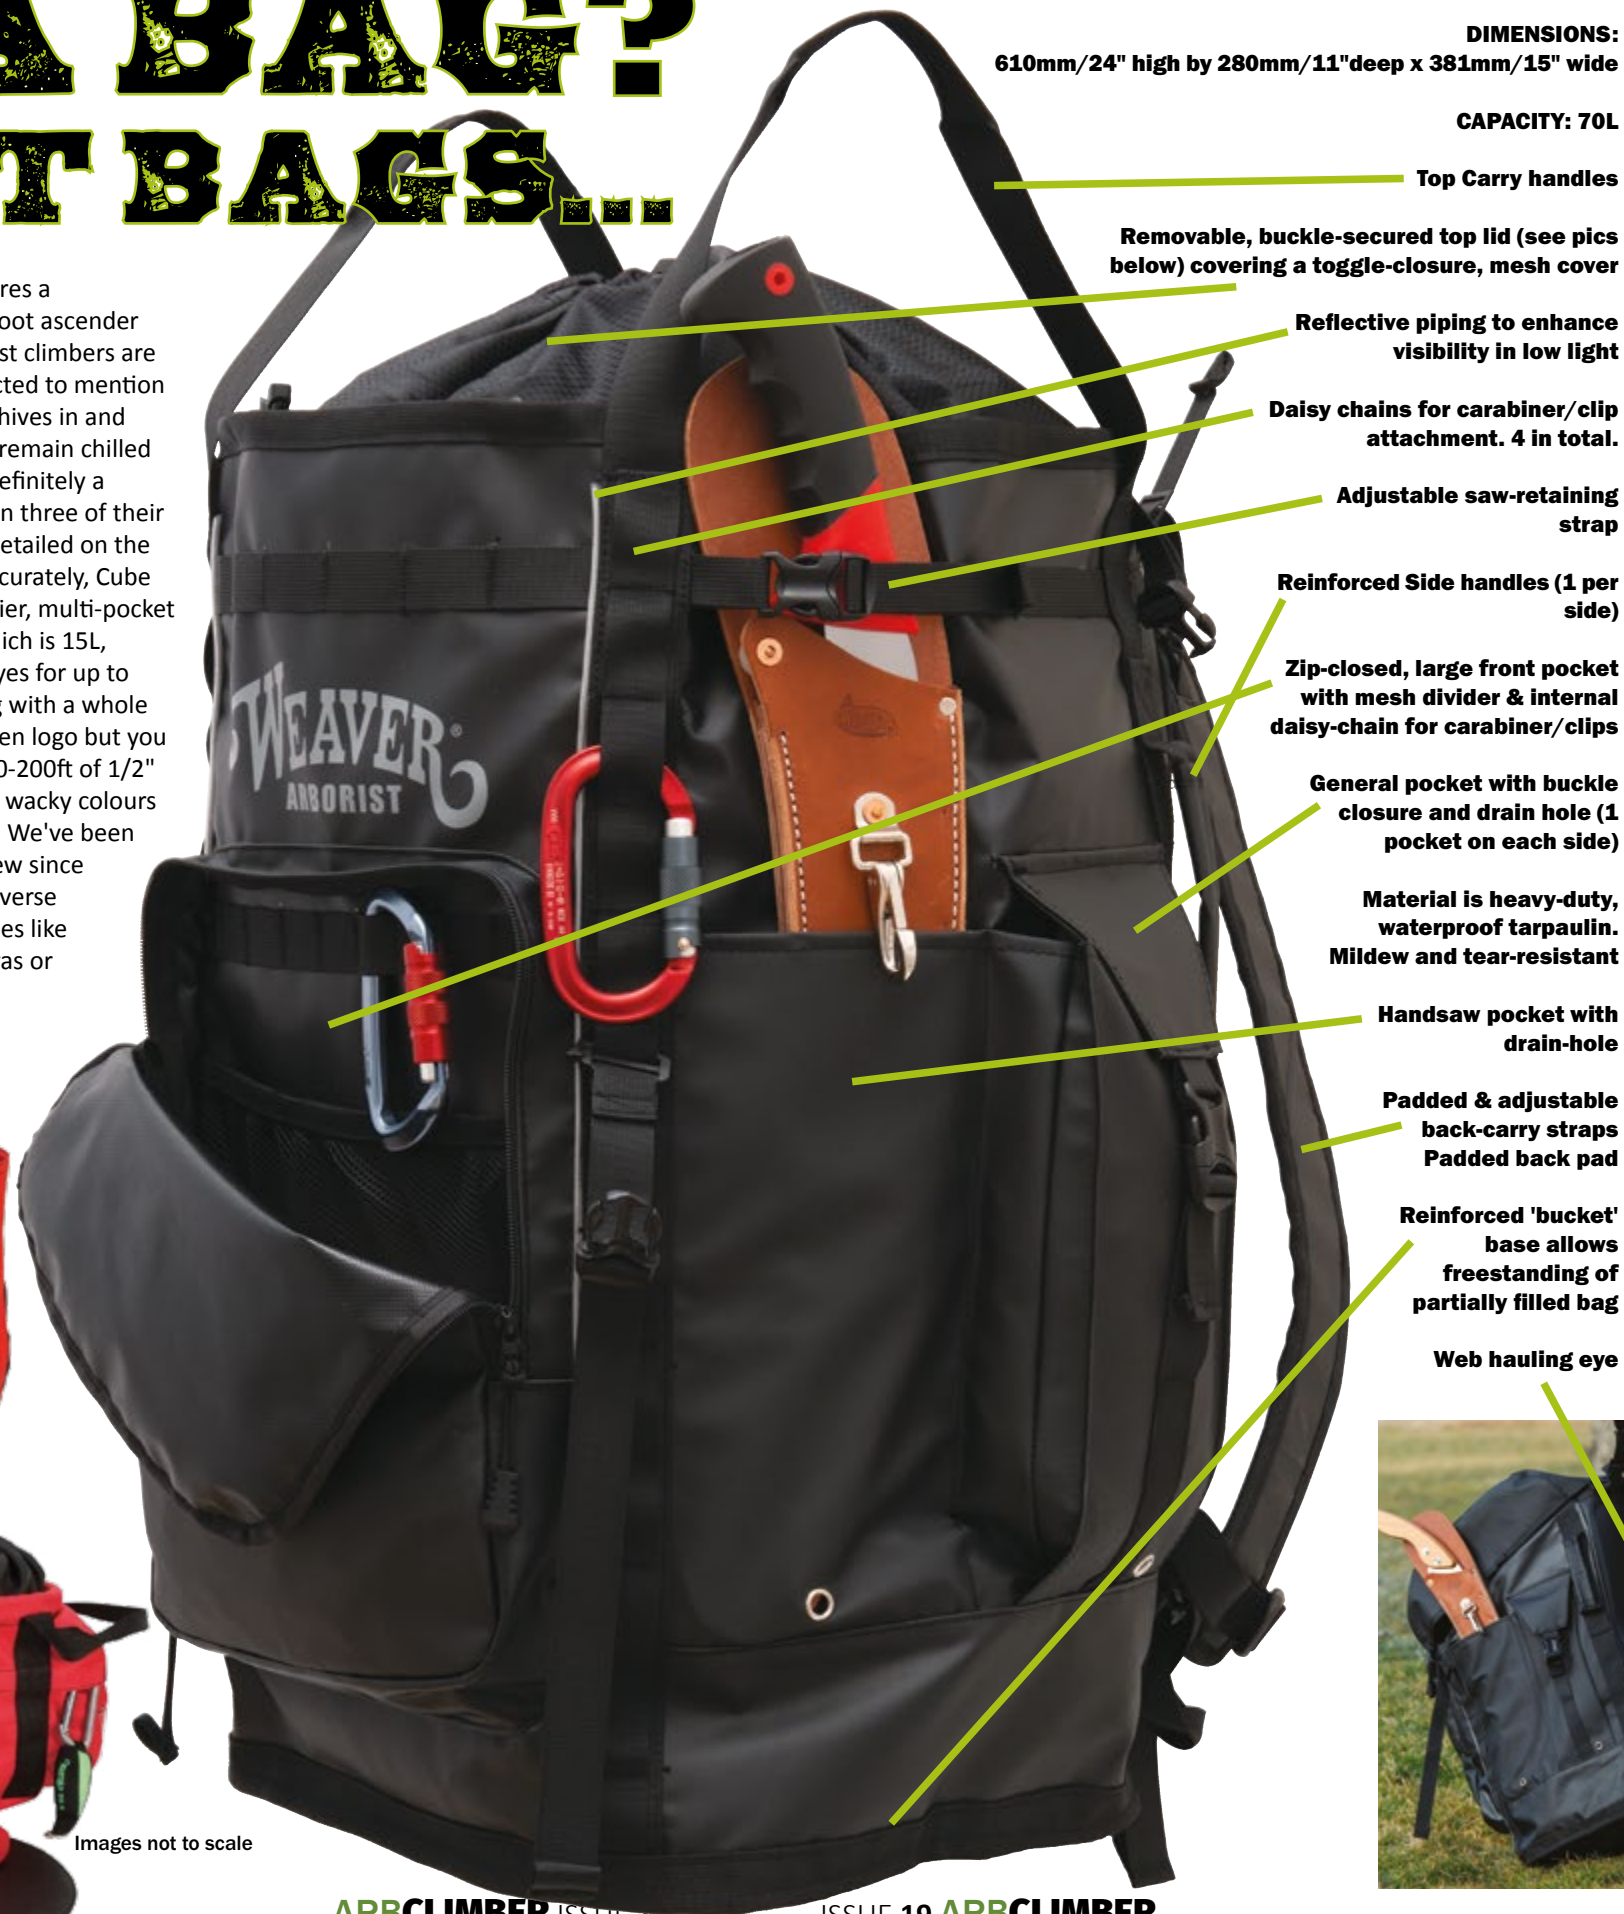 A BAG?
T BAGS...
res a
oot ascender
st climbers are
cted to mention
hives in and
remain chilled
efinitely a
n three of their
etailed on the
curately, Cube
ier, multi-pocket
ich is 15L,
yes for up to
g with a whole
en logo but you
0-200ft of 1/2"
wacky colours
We've been
ew since
verse
es like
as or
WEAVER®
ARBORIST
DIMENSIONS:
610mm/24" high by 280mm/11"deep x 381mm/15" wide
CAPACITY: 70L
Top Carry handles
Removable, buckle-secured top lid (see pics
below) covering a toggle-closure, mesh cover
Reflective piping to enhance
visibility in low light
Daisy chains for carabiner/clip
attachment. 4 in total.
Adjustable saw-retaining
strap
Reinforced Side handles (1 per
side)
Zip-closed, large front pocket
with mesh divider & internal
daisy-chain for carabiner/clips
General pocket with buckle
closure and drain hole (1
pocket on each side)
Material is heavy-duty,
waterproof tarpaulin.
Mildew and tear-resistant
Handsaw pocket with
drain-hole
Padded & adjustable
back-carry straps
Padded back pad
Reinforced 'bucket'
base allows
freestanding of
partially filled bag
Web hauling eye
Images not to scale
ARBCLIMBER ISSU
ISSUE 19 ARBCLIMBER